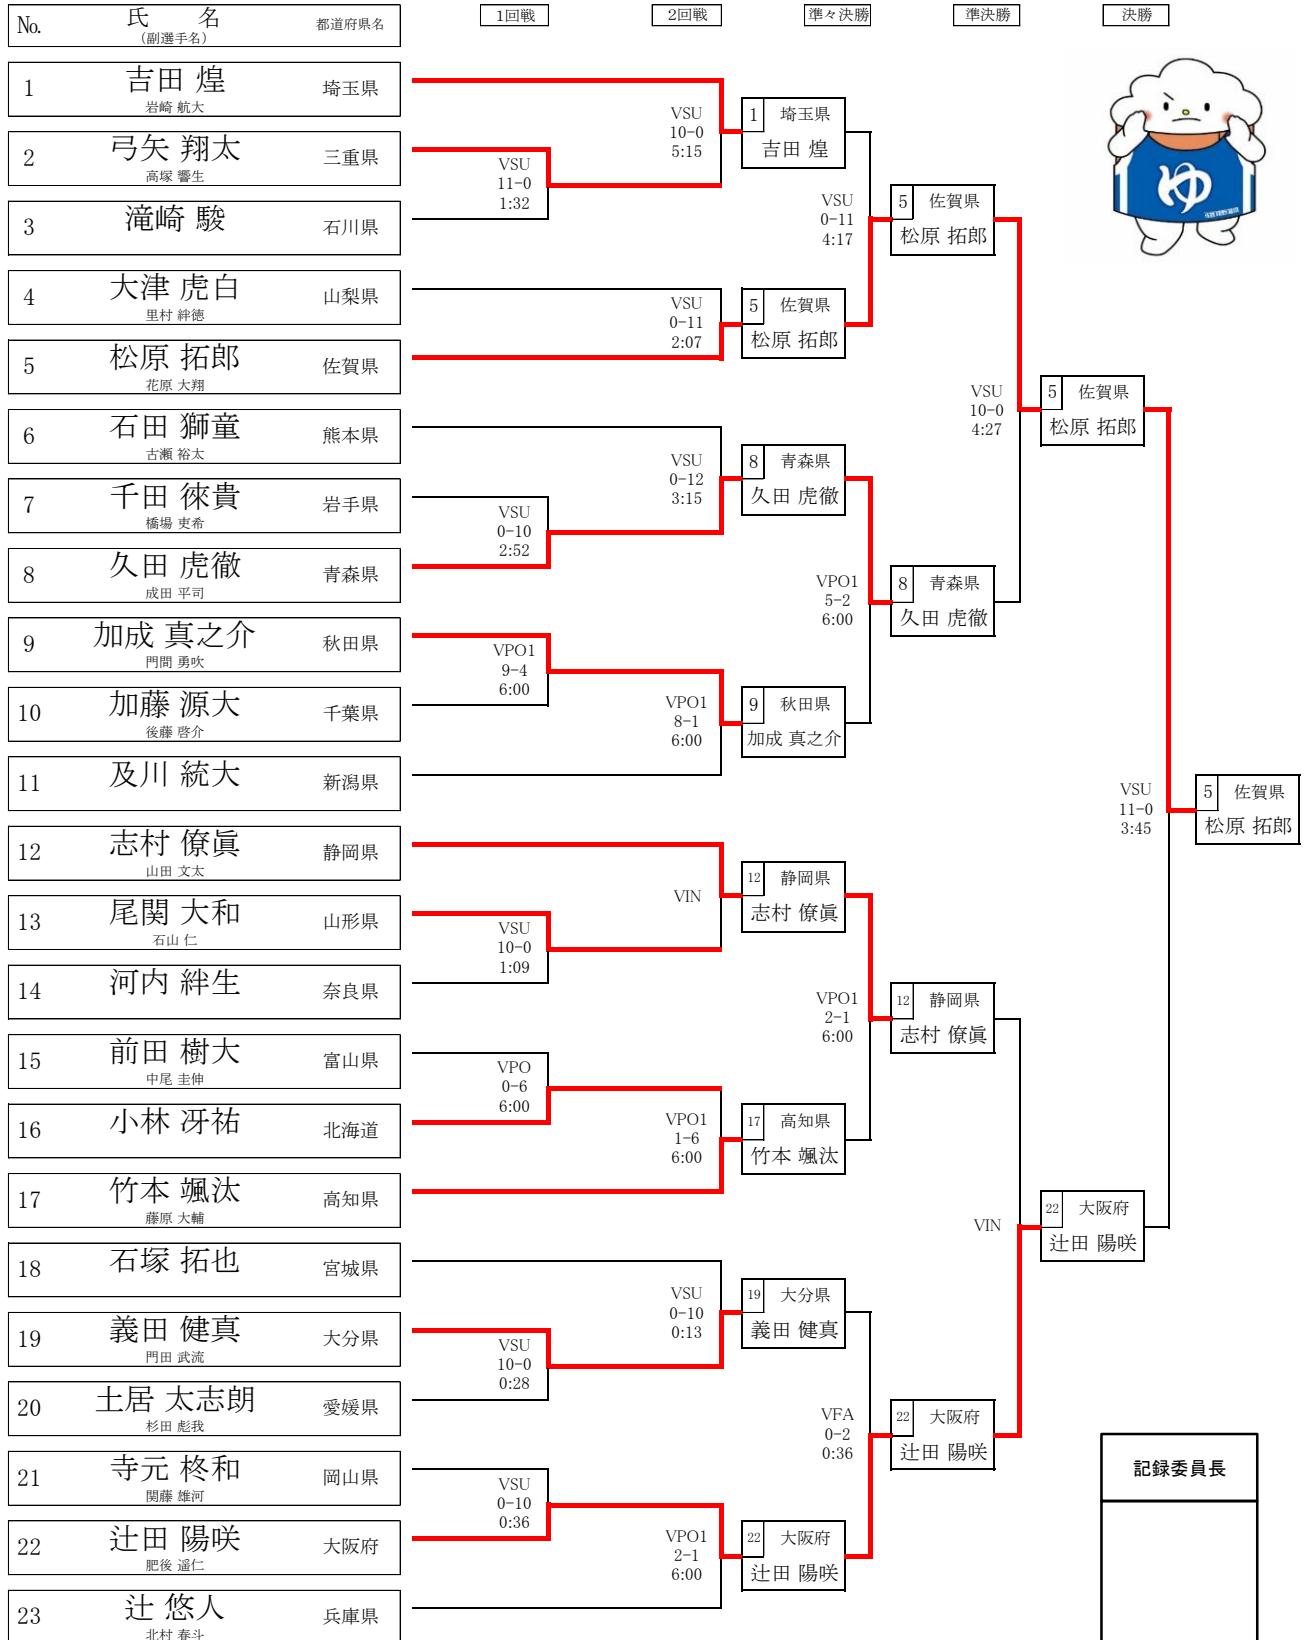 No. 氏 名 都道府県名 1回戦 2回戦 準々決勝 準決勝 決勝
(副選手名)
1 吉田 煌 埼玉県
岩崎 航大
2 弓矢 翔太 三重県
高塚 響生
3 滝崎 駿 石川県
4 大津 虎白 山梨県
里村 絆徳
5 松原 拓郎 佐賀県
花原 大翔
6 石田 獅童 熊本県
古瀬 裕太
7 千田 徠貴 岩手県
橋場 吏希
8 久田 虎徹 青森県
成田 平司
9 加成 真之介 秋田県
門間 勇吹
10 加藤 源大 千葉県
後藤 啓介
11 及川 統大 新潟県
12 志村 僚眞 静岡県
山田 文太
13 尾関 大和 山形県
石山 仁
14 河内 絆生 奈良県
15 前田 樹大 富山県
中尾 圭伸
16 小林 冴祐 北海道
17 竹本 颯汰 高知県
藤原 大輔
18 石塚 拓也 宮城県
19 義田 健真 大分県
門田 武流
20 土居 太志朗 愛媛県
杉田 彪我
21 寺元 柊和 岡山県
関藤 雄河
22 辻田 陽咲 大阪府
肥後 遥仁
23 辻 悠人 兵庫県
北村 春斗
VSU
11-0
1:32
VSU
0-10
2:52
VPO1
9-4
6:00
VSU
10-0
1:09
VPO
0-6
6:00
VSU
10-0
0:28
VSU
0-10
0:36
VSU
10-0
5:15
VSU
0-11
2:07
VSU
0-12
3:15
VPO1
8-1
6:00
VIN
VPO1
1-6
6:00
VSU
0-10
0:13
VPO1
2-1
6:00
1 埼玉県
吉田 煌
5 佐賀県
松原 拓郎
8 青森県
久田 虎徹
9 秋田県
加成 真之介
12 静岡県
志村 僚眞
17 高知県
竹本 颯汰
19 大分県
義田 健真
22 大阪府
辻田 陽咲
VSU
0-11
4:17
VPO1
5-2
6:00
VPO1
2-1
6:00
VFA
0-2
0:36
5 佐賀県
松原 拓郎
8 青森県
久田 虎徹
12 静岡県
志村 僚眞
22 大阪府
辻田 陽咲
VSU
10-0
4:27
VIN
5 佐賀県
松原 拓郎
22 大阪府
辻田 陽咲
VSU
11-0
3:45
5 佐賀県
松原 拓郎
ゆ
記録委員長